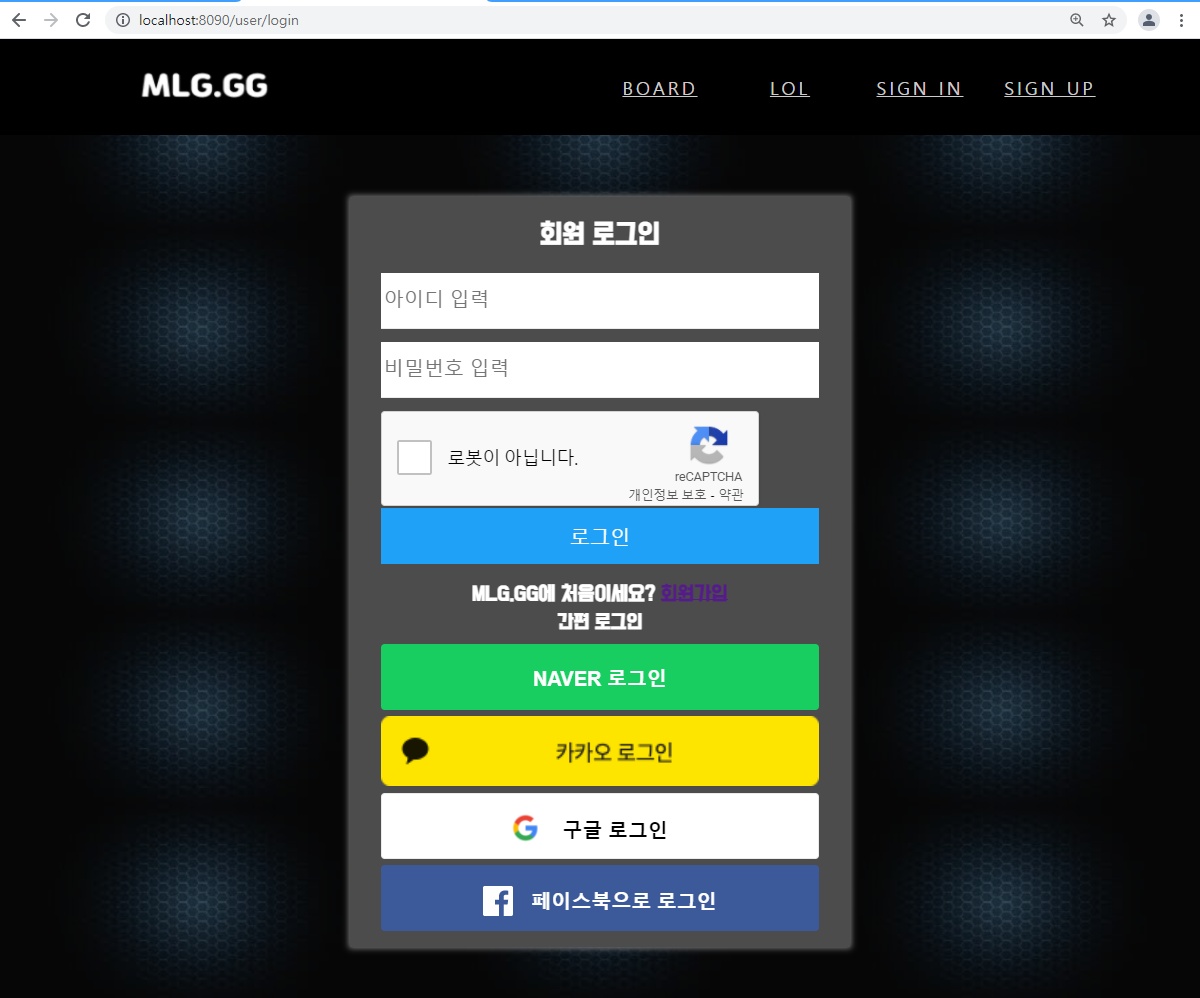 localhost:8090/user/login
MLG.GG
BOARD LOL SIGN IN SIGN UP
회원 로그인
아이디 입력
비밀번호 입력
로봇이 아닙니다.
reCAPTCHA
개인정보 보호 - 약관
로그인
MLG.GG에 처음이세요? 회원가입
간편 로그인
NAVER 로그인
카카오 로그인
구글 로그인
페이스북으로 로그인